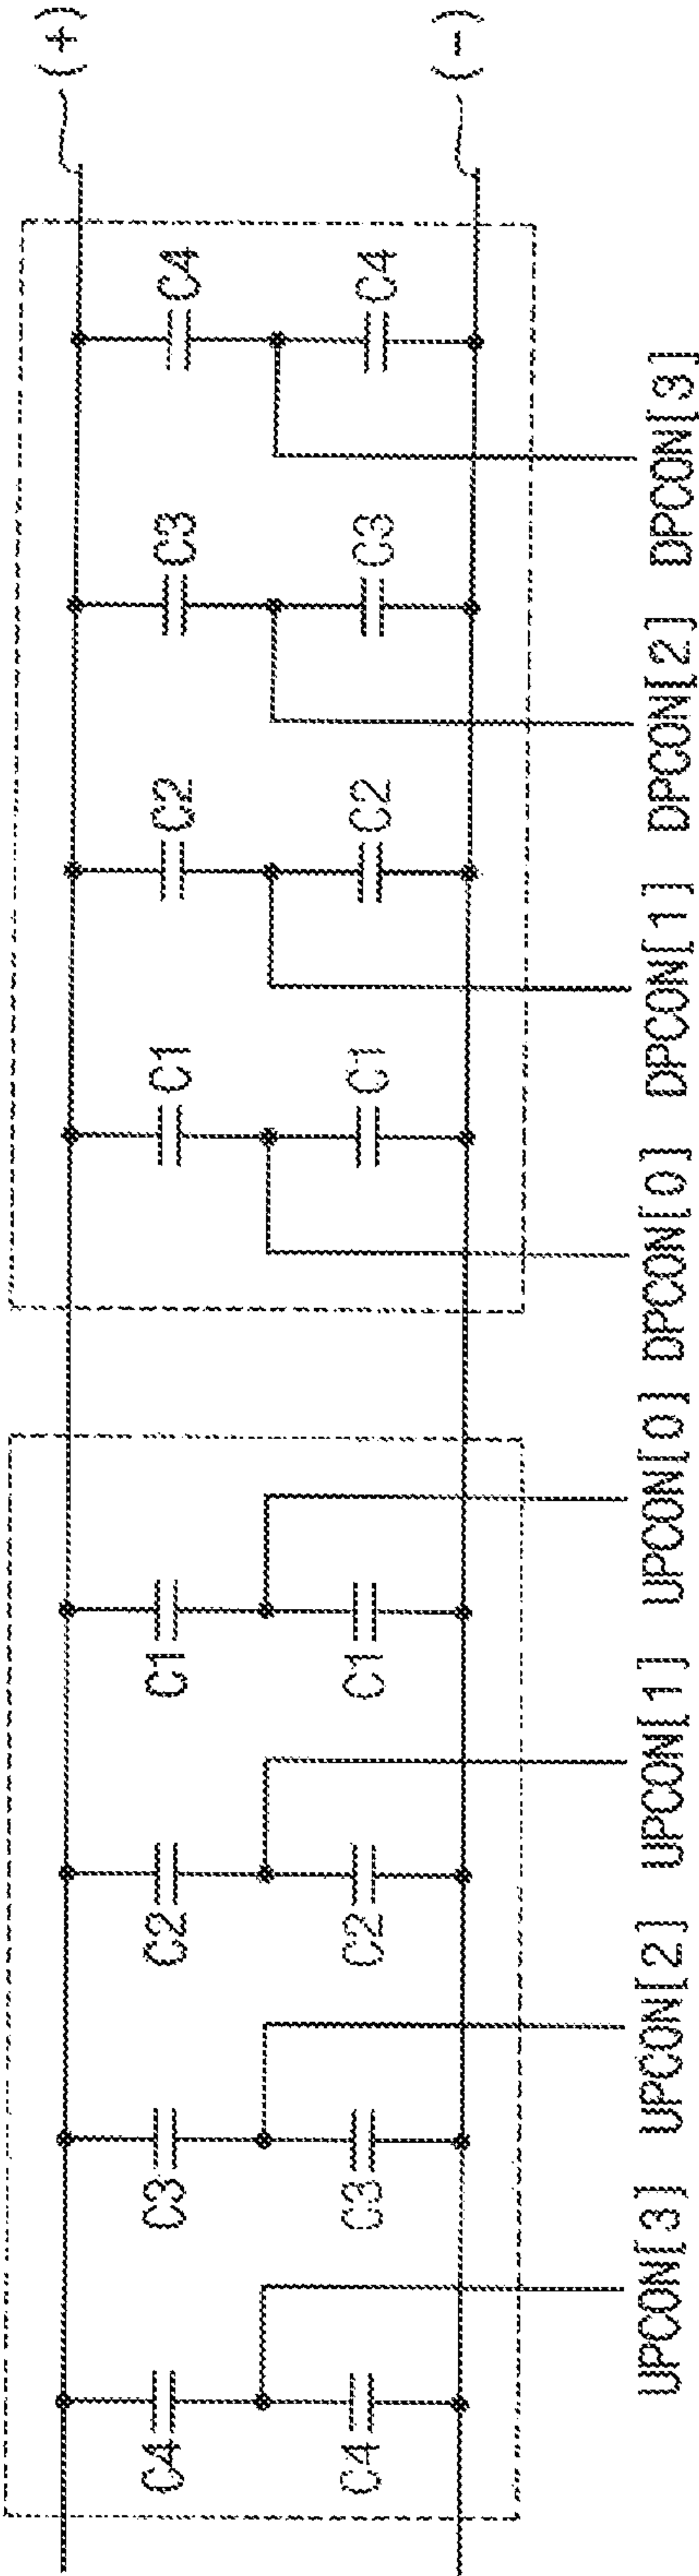 (+)
C4 C3 C2 C1 C1 C2 C3 C4
C4 C3 C2 C1 C1 C2 C3 C4
(-)
UPCON[3] UPCON[2] UPCON[1] UPCON[0] DPCON[0] DPCON[1] DPCON[2] DPCON[3]